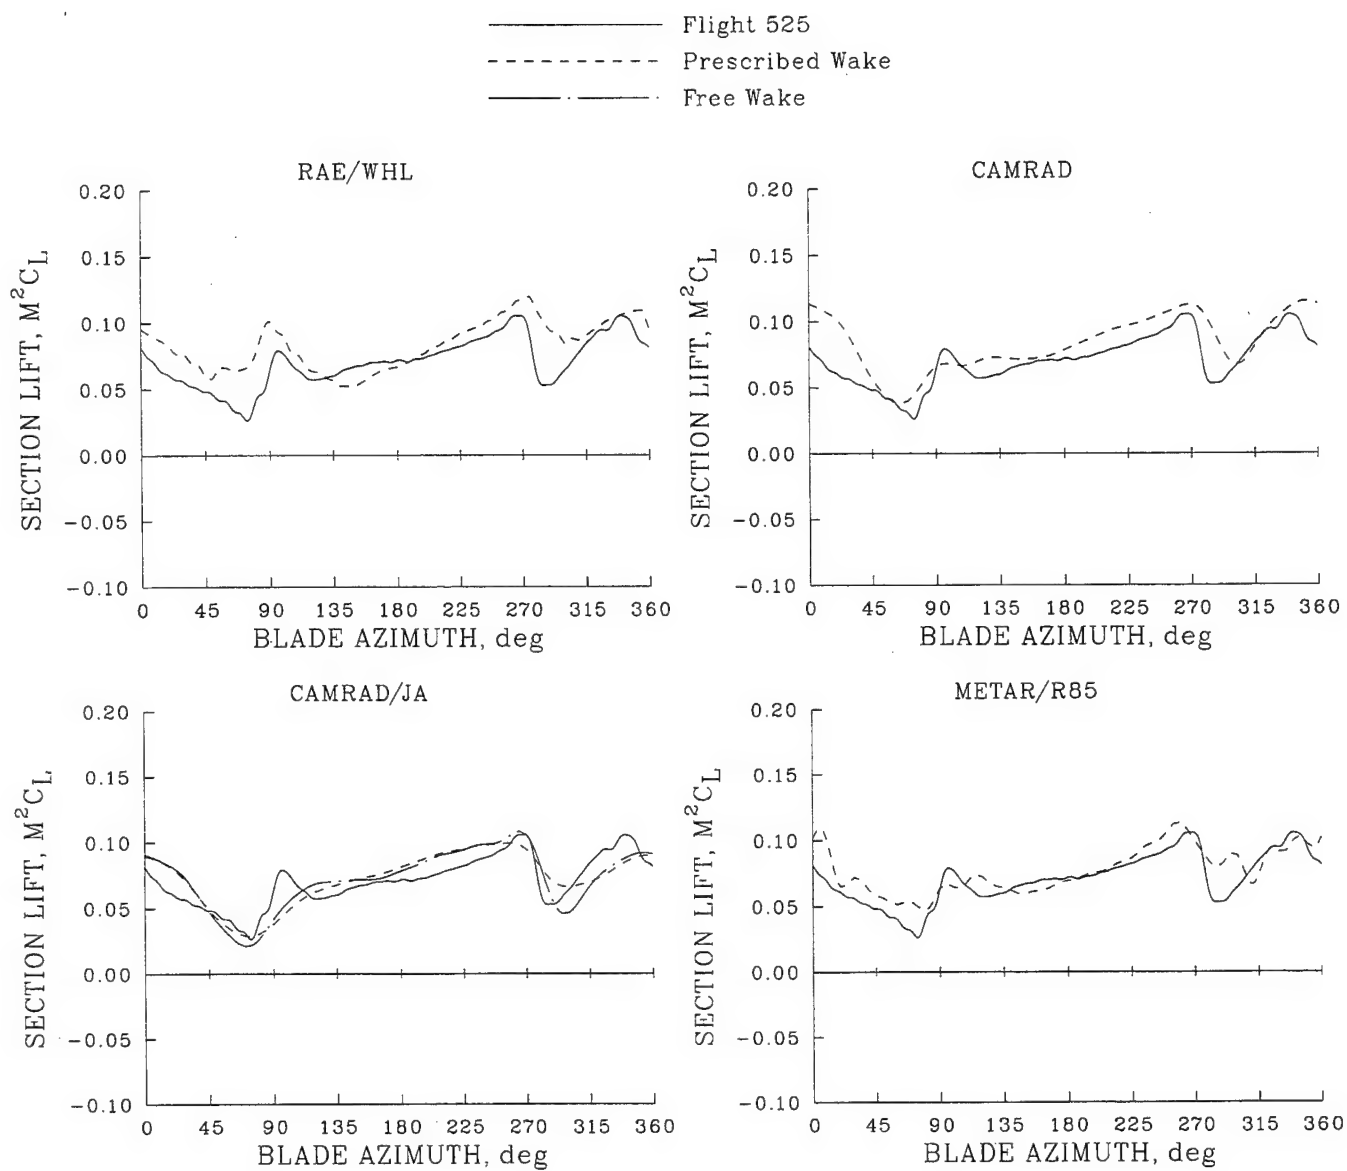 Flight 525
Prescribed Wake
Free Wake
RAE/WHL
0.20
0.15
0.10
0.05
0.00
−0.05
−0.10
SECTION LIFT, M²C_L
0 45 90 135 180 225 270 315 360
BLADE AZIMUTH, deg
CAMRAD
0.20
0.15
0.10
0.05
0.00
−0.05
−0.10
SECTION LIFT, M²C_L
0 45 90 135 180 225 270 315 360
BLADE AZIMUTH, deg
CAMRAD/JA
0.20
0.15
0.10
0.05
0.00
−0.05
−0.10
SECTION LIFT, M²C_L
0 45 90 135 180 225 270 315 360
BLADE AZIMUTH, deg
METAR/R85
0.20
0.15
0.10
0.05
0.00
−0.05
−0.10
SECTION LIFT, M²C_L
0 45 90 135 180 225 270 315 360
BLADE AZIMUTH, deg